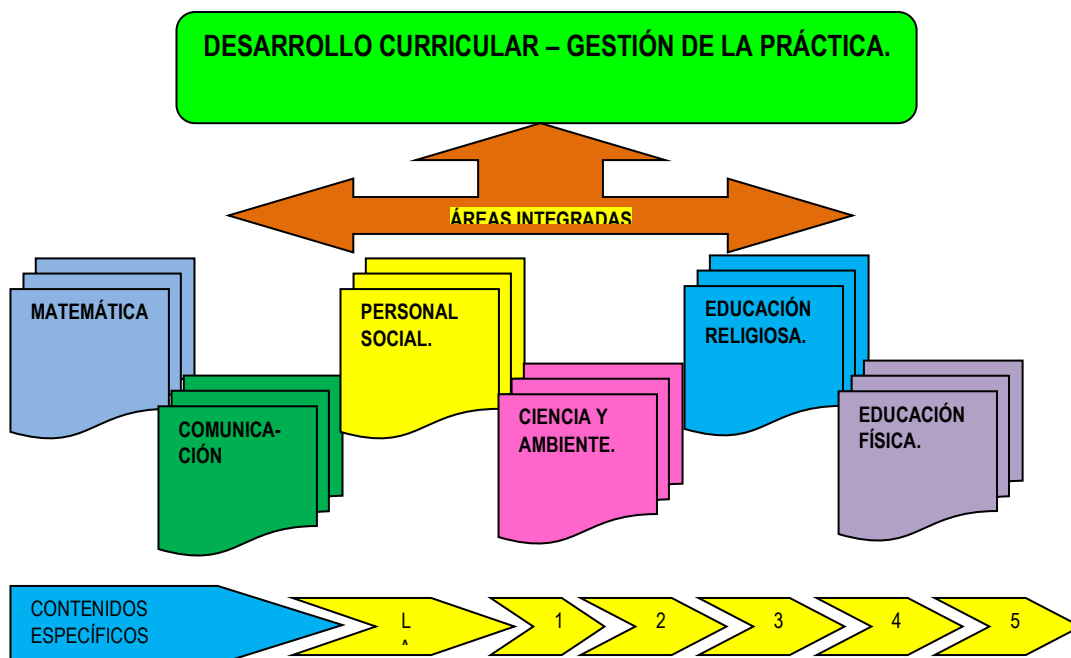 DESARROLLO CURRICULAR – GESTIÓN DE LA PRÁCTICA.
ÁREAS INTEGRADAS
MATEMÁTICA
PERSONAL
SOCIAL.
EDUCACIÓN
RELIGIOSA.
COMUNICA-
CIÓN
CIENCIA Y
AMBIENTE.
EDUCACIÓN
FÍSICA.
CONTENIDOS
ESPECÍFICOS
L
1
2
3
4
5